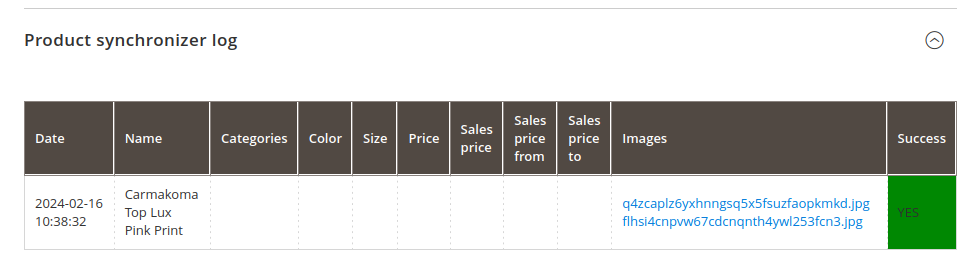 Product synchronizer log
Date Name Categories Color Size Price Sales price Sales price from Sales price to Images Success
2024-02-16
10:38:32
Carmakoma
Top Lux
Pink Print
q4zcaplz6yxhnngsq5x5fsuzfaopkmkd.jpg
flhsi4cnpvw67cdcnqnth4ywl253fcn3.jpg
YES